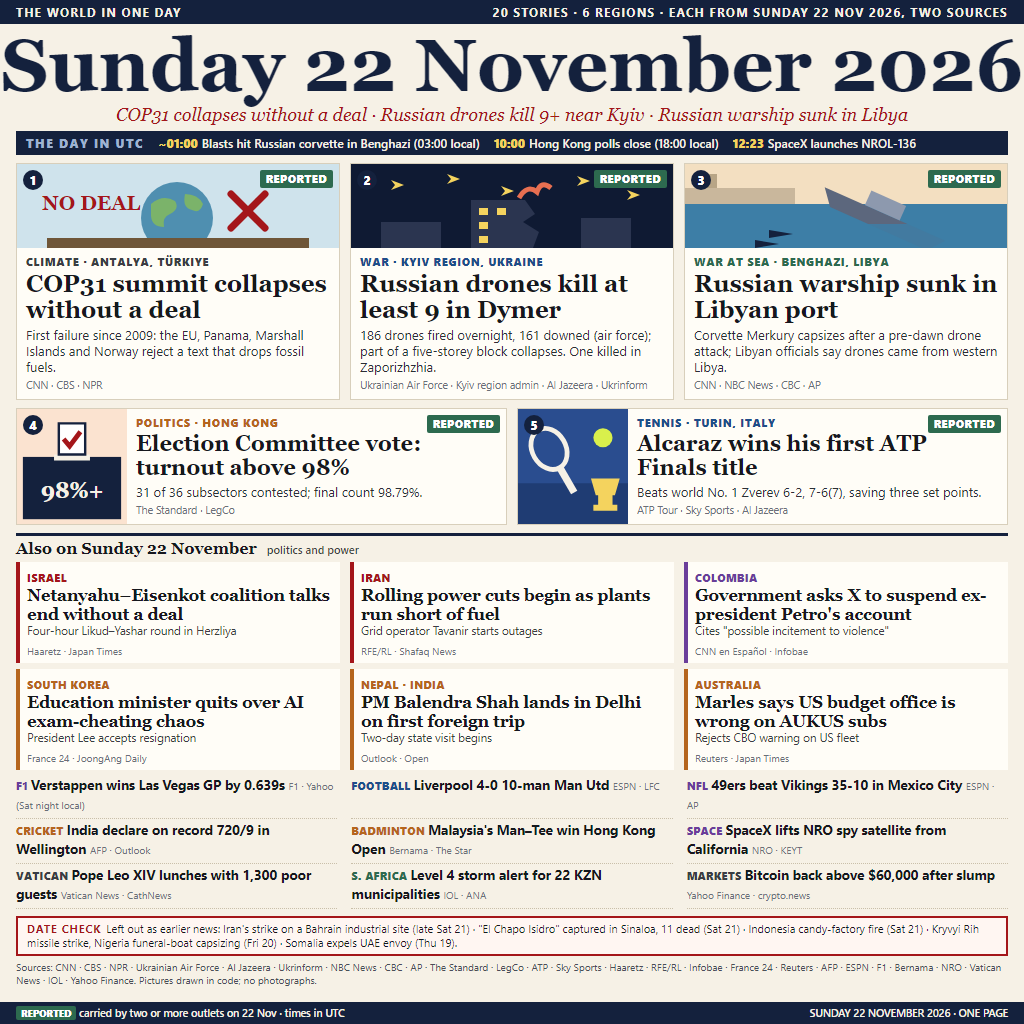 THE WORLD IN ONE DAY
20 STORIES · 6 REGIONS · EACH FROM SUNDAY 22 NOV 2026, TWO SOURCES
Sunday 22 November 2026
COP31 collapses without a deal · Russian drones kill 9+ near Kyiv · Russian warship sunk in Libya
THE DAY IN UTC ~01:00 Blasts hit Russian corvette in Benghazi (03:00 local) 10:00 Hong Kong polls close (18:00 local) 12:23 SpaceX launches NROL-136
1
REPORTED
NO DEAL
CLIMATE · ANTALYA, TÜRKIYE
COP31 summit collapses
without a deal
First failure since 2009: the EU, Panama, Marshall
Islands and Norway reject a text that drops fossil
fuels.
CNN · CBS · NPR
2
REPORTED
WAR · KYIV REGION, UKRAINE
Russian drones kill at
least 9 in Dymer
186 drones fired overnight, 161 downed (air force);
part of a five-storey block collapses. One killed in
Zaporizhzhia.
Ukrainian Air Force · Kyiv region admin · Al Jazeera · Ukrinform
3
REPORTED
WAR AT SEA · BENGHAZI, LIBYA
Russian warship sunk in
Libyan port
Corvette Merkury capsizes after a pre-dawn drone
attack; Libyan officials say drones came from western
Libya.
CNN · NBC News · CBC · AP
4
98%+
POLITICS · HONG KONG
REPORTED
Election Committee vote:
turnout above 98%
31 of 36 subsectors contested; final count 98.79%.
The Standard · LegCo
5
TENNIS · TURIN, ITALY
REPORTED
Alcaraz wins his first ATP
Finals title
Beats world No. 1 Zverev 6-2, 7-6(7), saving three set points.
ATP Tour · Sky Sports · Al Jazeera
Also on Sunday 22 November politics and power
ISRAEL
Netanyahu–Eisenkot coalition talks
end without a deal
Four-hour Likud–Yashar round in Herzliya
Haaretz · Japan Times
IRAN
Rolling power cuts begin as plants
run short of fuel
Grid operator Tavanir starts outages
RFE/RL · Shafaq News
COLOMBIA
Government asks X to suspend ex-
president Petro's account
Cites "possible incitement to violence"
CNN en Español · Infobae
SOUTH KOREA
Education minister quits over AI
exam-cheating chaos
President Lee accepts resignation
France 24 · JoongAng Daily
NEPAL · INDIA
PM Balendra Shah lands in Delhi
on first foreign trip
Two-day state visit begins
Outlook · Open
AUSTRALIA
Marles says US budget office is
wrong on AUKUS subs
Rejects CBO warning on US fleet
Reuters · Japan Times
F1 Verstappen wins Las Vegas GP by 0.639s F1 · Yahoo
(Sat night local)
FOOTBALL Liverpool 4-0 10-man Man Utd ESPN · LFC
NFL 49ers beat Vikings 35-10 in Mexico City ESPN ·
AP
CRICKET India declare on record 720/9 in
Wellington AFP · Outlook
BADMINTON Malaysia's Man–Tee win Hong Kong
Open Bernama · The Star
SPACE SpaceX lifts NRO spy satellite from
California NRO · KEYT
VATICAN Pope Leo XIV lunches with 1,300 poor
guests Vatican News · CathNews
S. AFRICA Level 4 storm alert for 22 KZN
municipalities IOL · ANA
MARKETS Bitcoin back above $60,000 after slump
Yahoo Finance · crypto.news
DATE CHECK Left out as earlier news: Iran's strike on a Bahrain industrial site (late Sat 21) · "El Chapo Isidro" captured in Sinaloa, 11 dead (Sat 21) · Indonesia candy-factory fire (Sat 21) · Kryvyi Rih
missile strike, Nigeria funeral-boat capsizing (Fri 20) · Somalia expels UAE envoy (Thu 19).
Sources: CNN · CBS · NPR · Ukrainian Air Force · Al Jazeera · Ukrinform · NBC News · CBC · AP · The Standard · LegCo · ATP · Sky Sports · Haaretz · RFE/RL · Infobae · France 24 · Reuters · AFP · ESPN · F1 · Bernama · NRO · Vatican
News · IOL · Yahoo Finance. Pictures drawn in code; no photographs.
REPORTED carried by two or more outlets on 22 Nov · times in UTC
SUNDAY 22 NOVEMBER 2026 · ONE PAGE